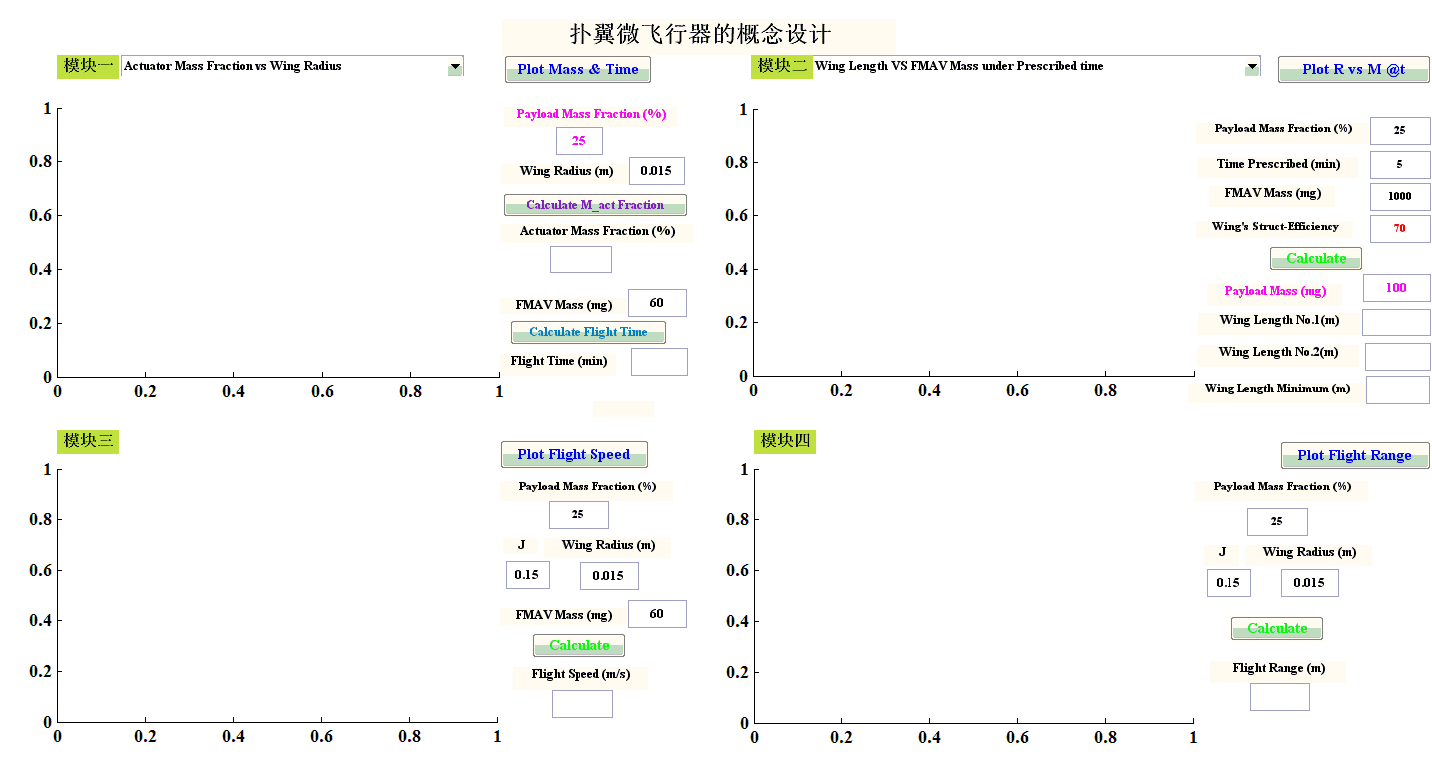 扑翼微飞行器的概念设计
模块一
Actuator Mass Fraction vs Wing Radius
Plot Mass & Time
1
0.8
0.6
0.4
0.2
0
0 0.2 0.4 0.6 0.8 1
Payload Mass Fraction (%)
25
Wing Radius (m) 0.015
Calculate M_act Fraction
Actuator Mass Fraction (%)
FMAV Mass (mg) 60
Calculate Flight Time
Flight Time (min)
模块二
Wing Length VS FMAV Mass under Prescribed time
Plot R vs M @t
1
0.8
0.6
0.4
0.2
0
0 0.2 0.4 0.6 0.8 1
Payload Mass Fraction (%) 25
Time Prescribed (min) 5
FMAV Mass (mg) 1000
Wing's Struct-Efficiency 70
Calculate
Payload Mass (mg) 100
Wing Length No.1(m)
Wing Length No.2(m)
Wing Length Minimum (m)
模块三
Plot Flight Speed
1
0.8
0.6
0.4
0.2
0
0 0.2 0.4 0.6 0.8 1
Payload Mass Fraction (%)
25
J Wing Radius (m)
0.15 0.015
FMAV Mass (mg) 60
Calculate
Flight Speed (m/s)
模块四
Plot Flight Range
1
0.8
0.6
0.4
0.2
0
0 0.2 0.4 0.6 0.8 1
Payload Mass Fraction (%)
25
J Wing Radius (m)
0.15 0.015
Calculate
Flight Range (m)